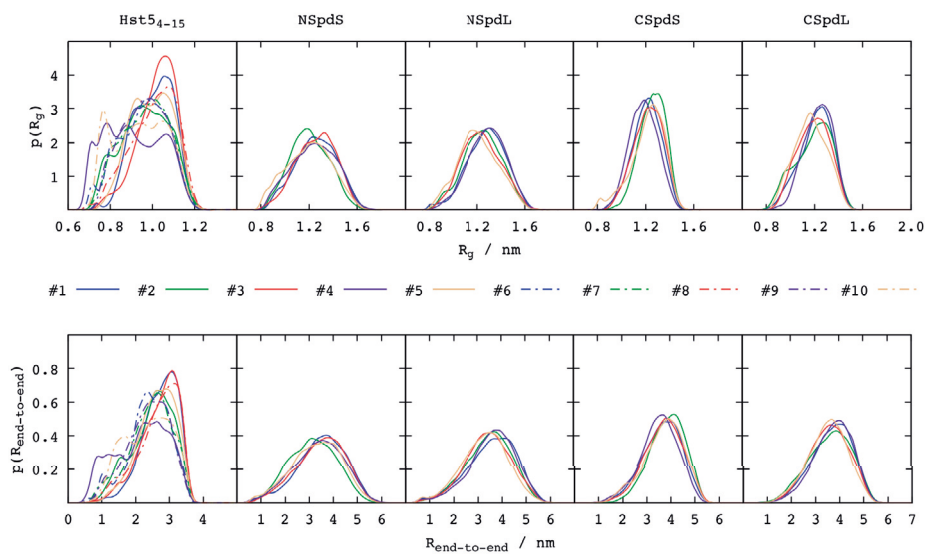 Hst5₄₋₁₅ NSpdS NSpdL CSpdS CSpdL
p(Rg)
4
3
2
1
0.6 0.8 1.0 1.2 0.8 1.2 1.6 0.8 1.2 1.6 0.8 1.2 1.6 0.8 1.2 1.6 2.0
Rg / nm
#1 #2 #3 #4 #5 #6 #7 #8 #9 #10
p(Rend-to-end)
0.8
0.6
0.4
0.2
0 1 2 3 4 1 2 3 4 5 6 1 2 3 4 5 6 1 2 3 4 5 6 1 2 3 4 5 6 7
Rend-to-end / nm